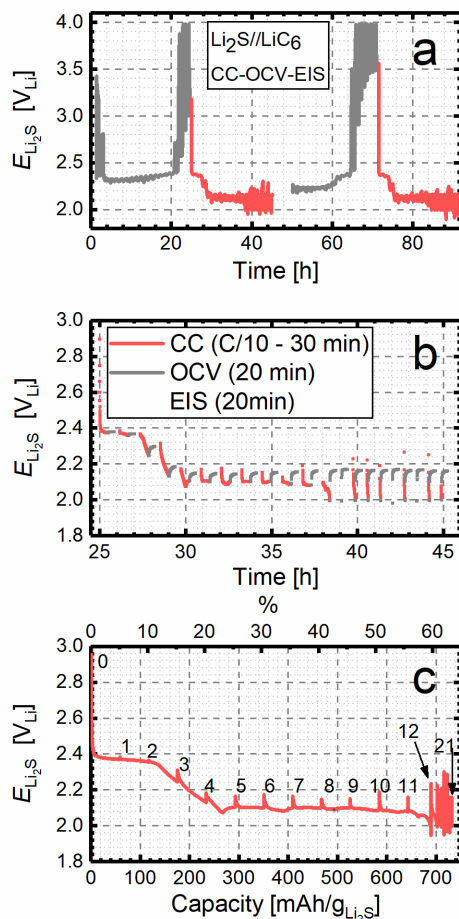 a
Li2S//LiC6
CC-OCV-EIS
4.0
3.5
3.0
2.5
2.0
E_Li2S [V_Li]
0 20 40 60 80
Time [h]
b
CC (C/10 - 30 min)
OCV (20 min)
EIS (20min)
3.0
2.8
2.6
2.4
2.2
2.0
1.8
E_Li2S [V_Li]
25 30 35 40 45
Time [h]
%
0 10 20 30 40 50 60
c
3.0
2.8
2.6
2.4
2.2
2.0
1.8
E_Li2S [V_Li]
0 1 2 3 4 5 6 7 8 9 10 11 12 21
0 100 200 300 400 500 600 700
Capacity [mAh/g_Li2S]